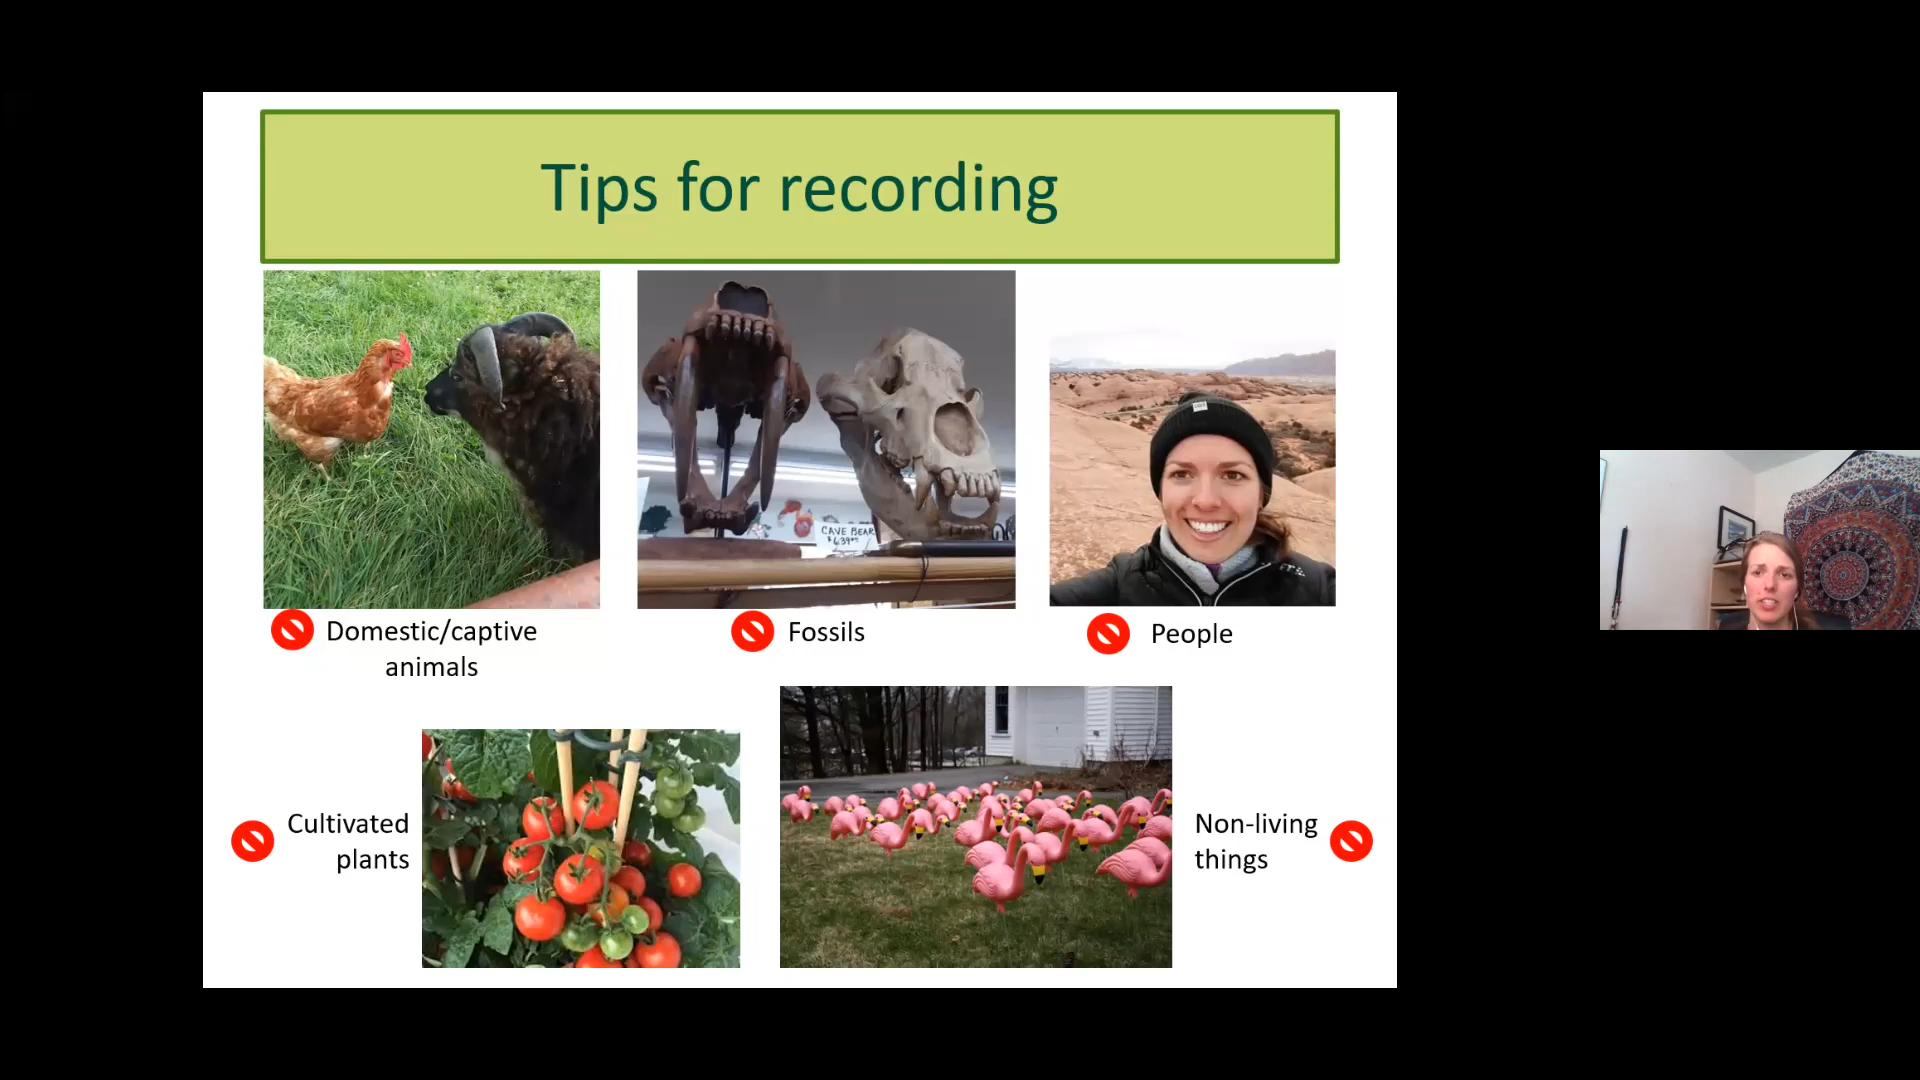 Tips for recording
CAVE BEAR
Domestic/captive
animals
Fossils
People
Cultivated
plants
Non-living
things